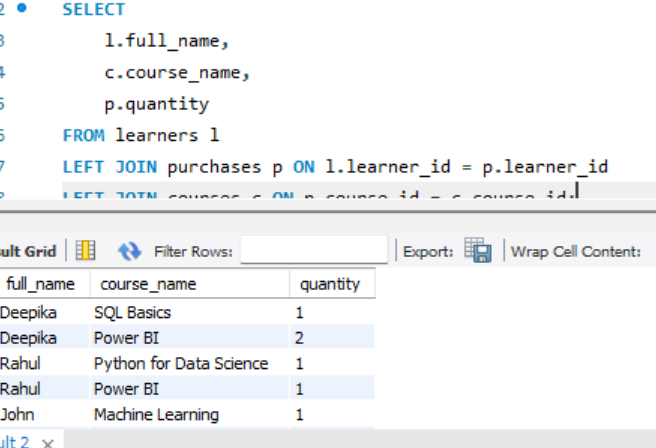 2 SELECT
3 l.full_name,
4 c.course_name,
5 p.quantity
6 FROM learners l
7 LEFT JOIN purchases p ON l.learner_id = p.learner_id
8 LEFT JOIN courses c ON p.course_id = c.course_id;
sult Grid Filter Rows: Export: Wrap Cell Content:
full_name course_name quantity
Deepika SQL Basics 1
Deepika Power BI 2
Rahul Python for Data Science 1
Rahul Power BI 1
John Machine Learning 1
ult 2 ×